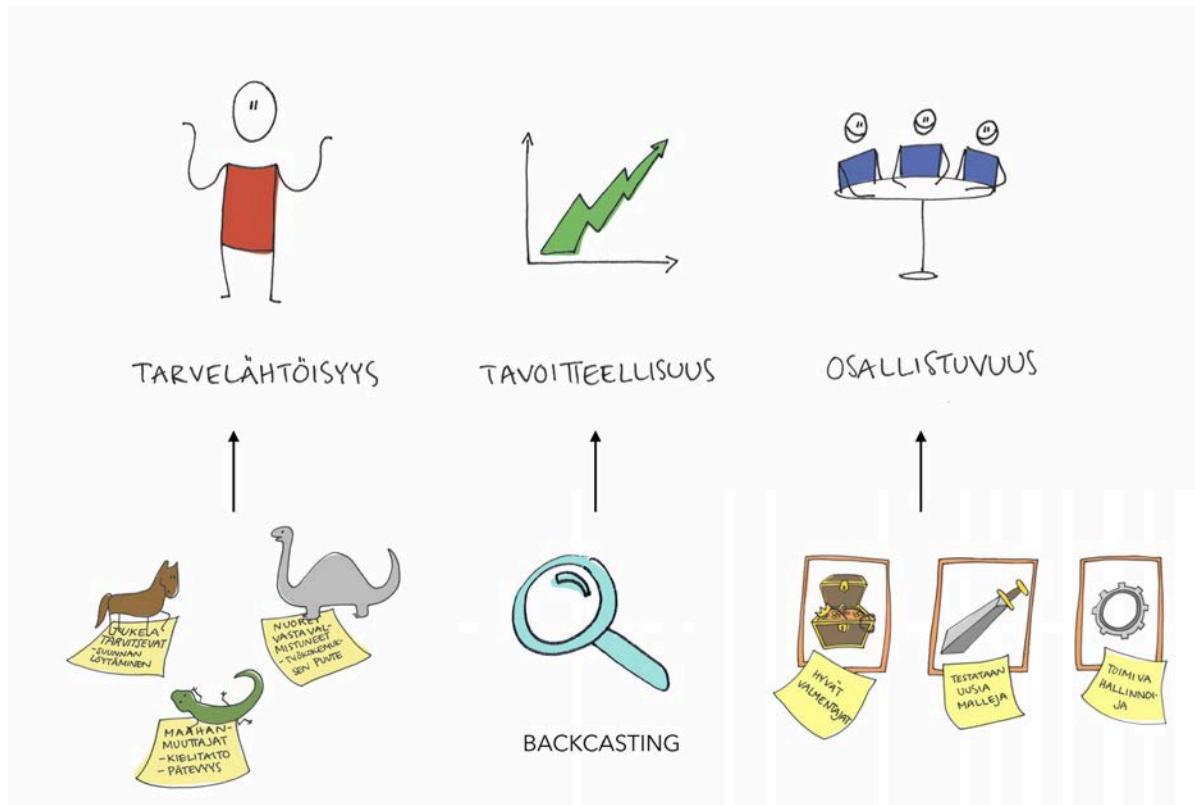 TARVELÄHTÖISYYS
TAVOITTEELLISUUS
OSALLISTUVUUS
TARVITSEVAT
-SUUNNAN
LÖYTÄMINEN
NUORET
VASTAVAL-
MISTUNEET
-TYÖKOKEMUK-
SEN PUUTE
MAAHAN-
MUUTTAJAT
-KIELITAITO
-PÄTEVYYS
BACKCASTING
HYVÄT
VALMENTAJAT
TESTATAAN
UUSIA
MALLEJA
TOIMIVA
HALLINNOI-
JA